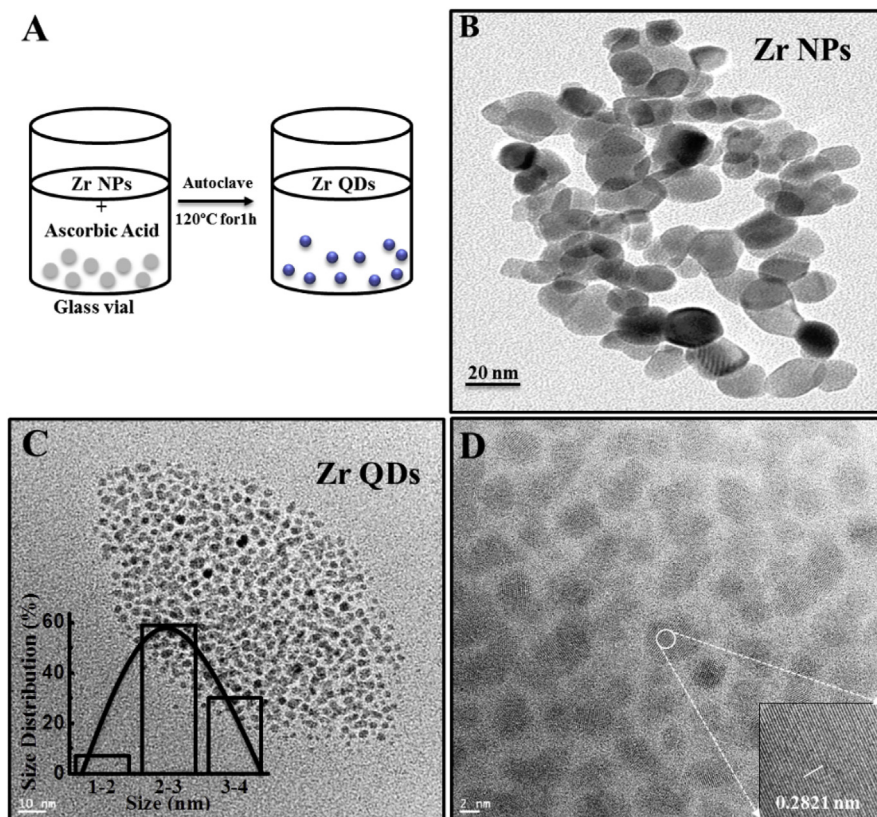 A
Zr NPs
+
Ascorbic Acid
Glass vial
Autoclave
120°C for1h
Zr QDs
B
Zr NPs
20 nm
C
Zr QDs
Size Distribution (%)
60
40
20
0
1-2 2-3 3-4
Size (nm)
10 nm
D
0.2821 nm
2 nm